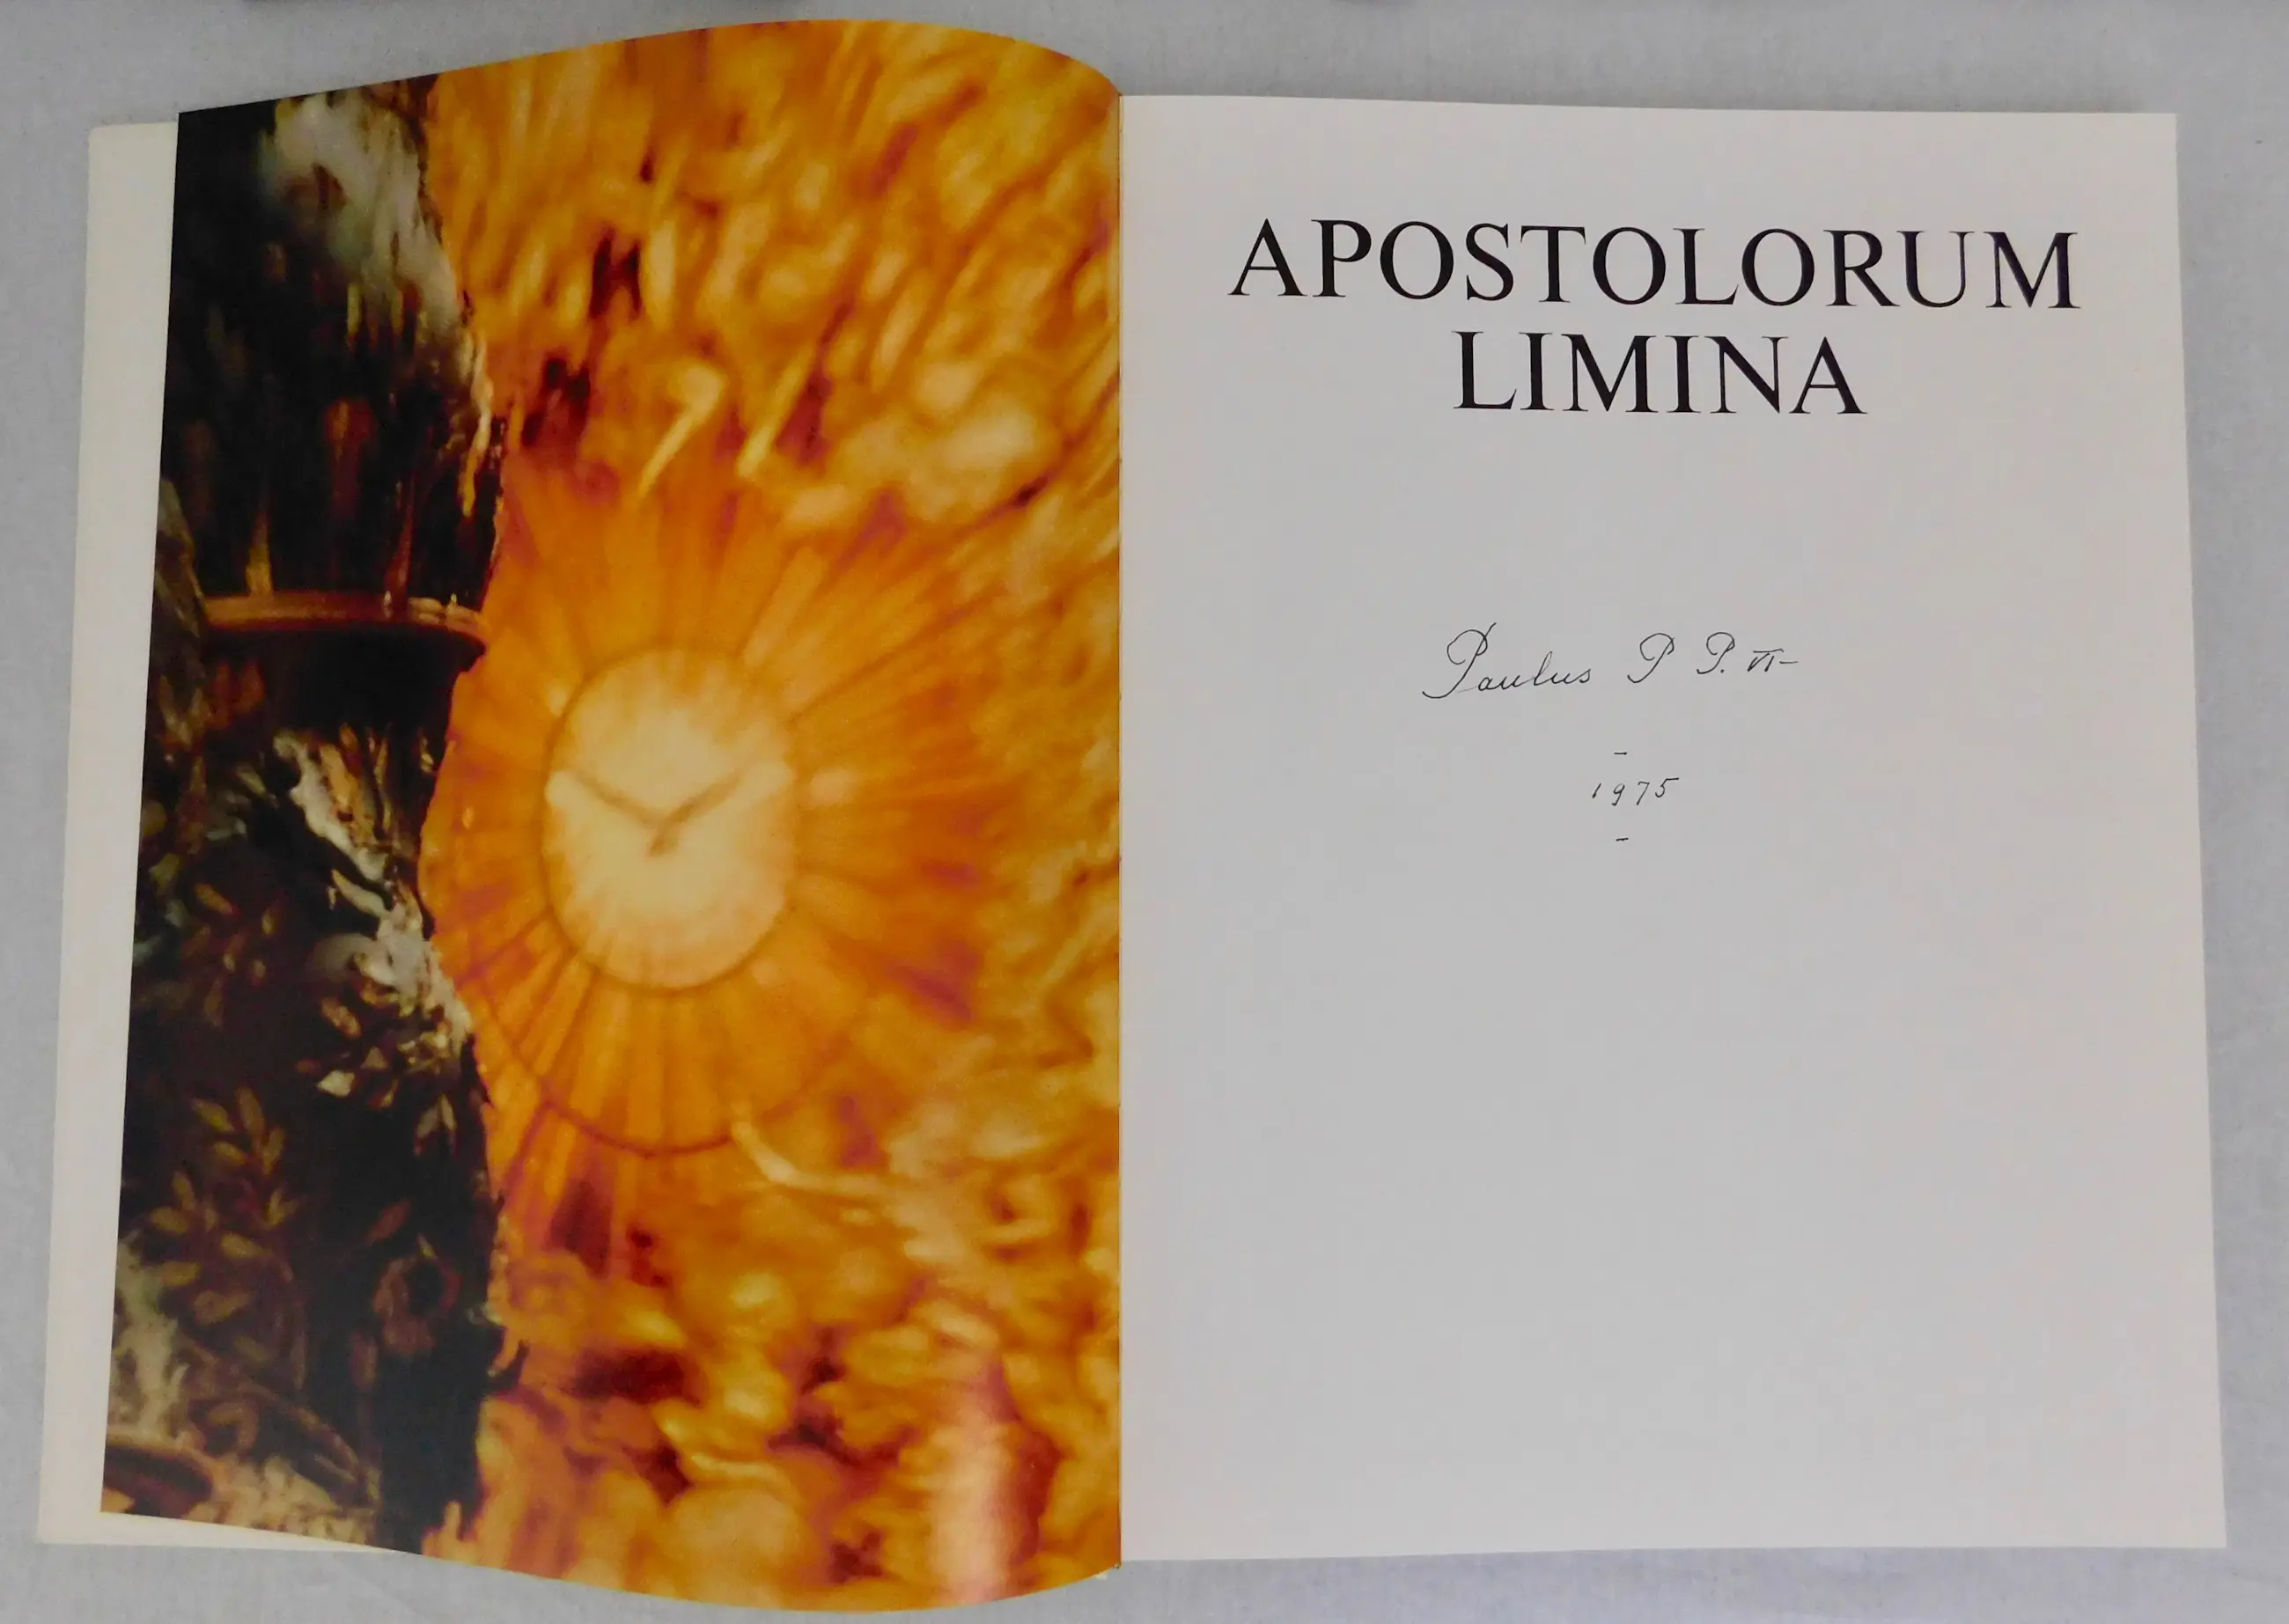 APOSTOLORUM
LIMINA
Paulus P P. VI-
-
1975
-